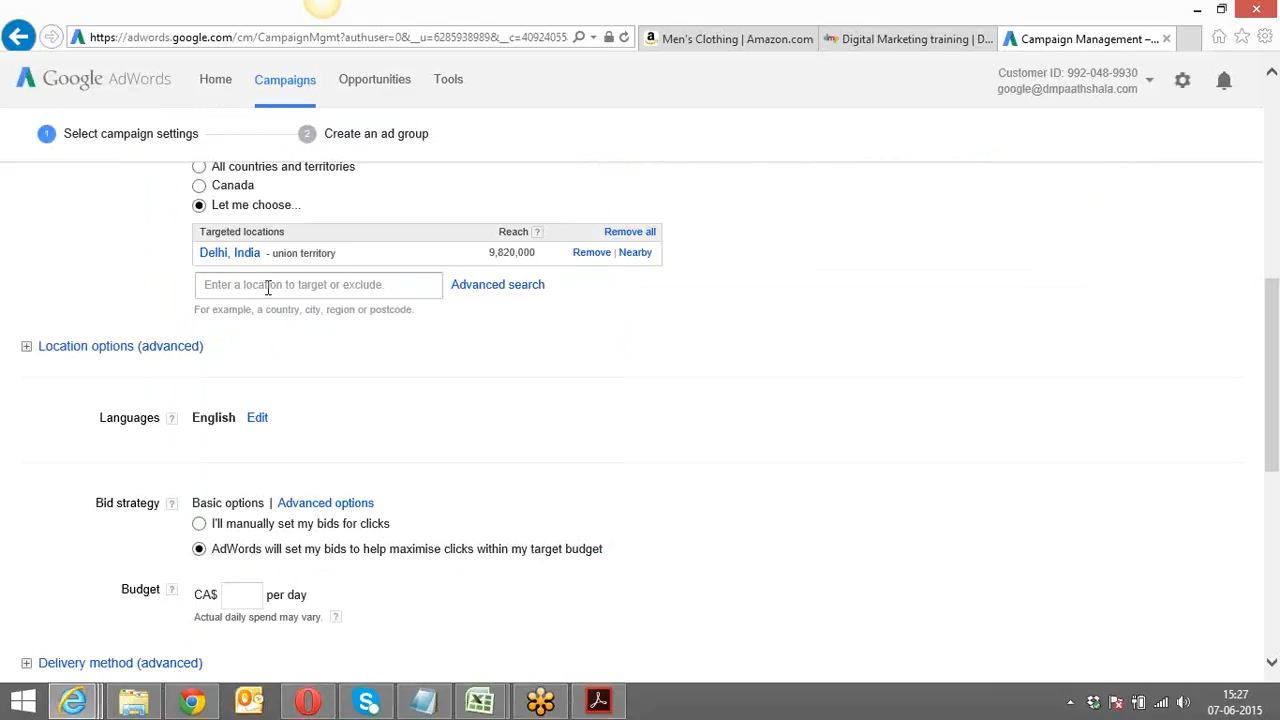 https://adwords.google.com/cm/CampaignMgmt?authuser=0&__u=6285938989&__c=40924055...
Men's Clothing | Amazon.com
Digital Marketing training | D...
Campaign Management –...
Google AdWords
Home
Campaigns
Opportunities
Tools
Customer ID: 992-048-9930
google@dmpaathshala.com
1 Select campaign settings
2 Create an ad group
All countries and territories
Canada
Let me choose...
Targeted locations Reach ? Remove all
Delhi, India - union territory 9,820,000 Remove | Nearby
Enter a location to target or exclude. Advanced search
For example, a country, city, region or postcode.
Location options (advanced)
Languages ? English Edit
Bid strategy ? Basic options | Advanced options
I'll manually set my bids for clicks
AdWords will set my bids to help maximise clicks within my target budget
Budget ? CA$ per day
Actual daily spend may vary. ?
Delivery method (advanced)
15:27
07-06-2015